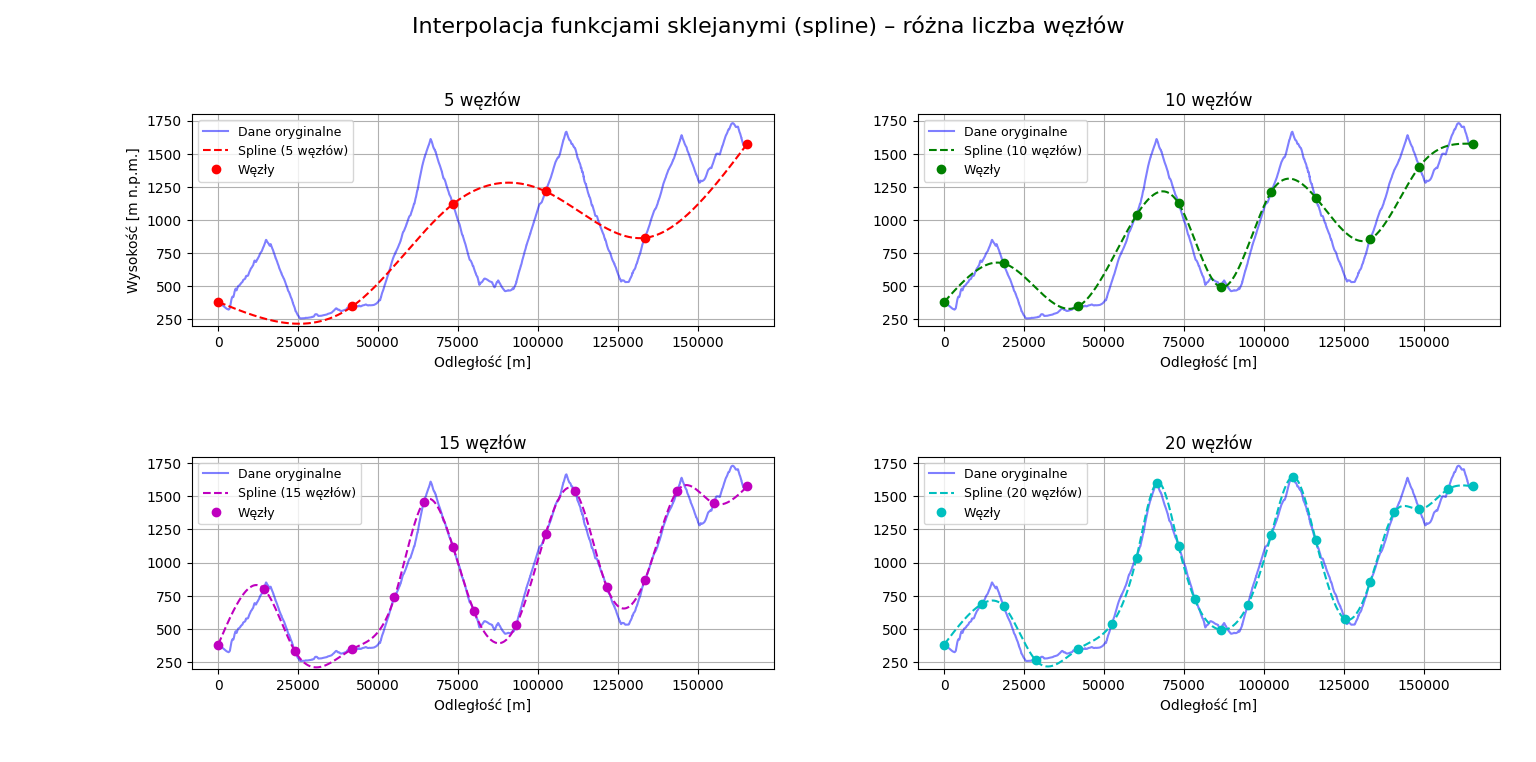 Interpolacja funkcjami sklejanymi (spline) – różna liczba węzłów
5 węzłów
Wysokość [m n.p.m.]
1750
1500
1250
1000
750
500
250
Dane oryginalne
Spline (5 węzłów)
Węzły
0 25000 50000 75000 100000 125000 150000
Odległość [m]
10 węzłów
1750
1500
1250
1000
750
500
250
Dane oryginalne
Spline (10 węzłów)
Węzły
0 25000 50000 75000 100000 125000 150000
Odległość [m]
15 węzłów
1750
1500
1250
1000
750
500
250
Dane oryginalne
Spline (15 węzłów)
Węzły
0 25000 50000 75000 100000 125000 150000
Odległość [m]
20 węzłów
1750
1500
1250
1000
750
500
250
Dane oryginalne
Spline (20 węzłów)
Węzły
0 25000 50000 75000 100000 125000 150000
Odległość [m]